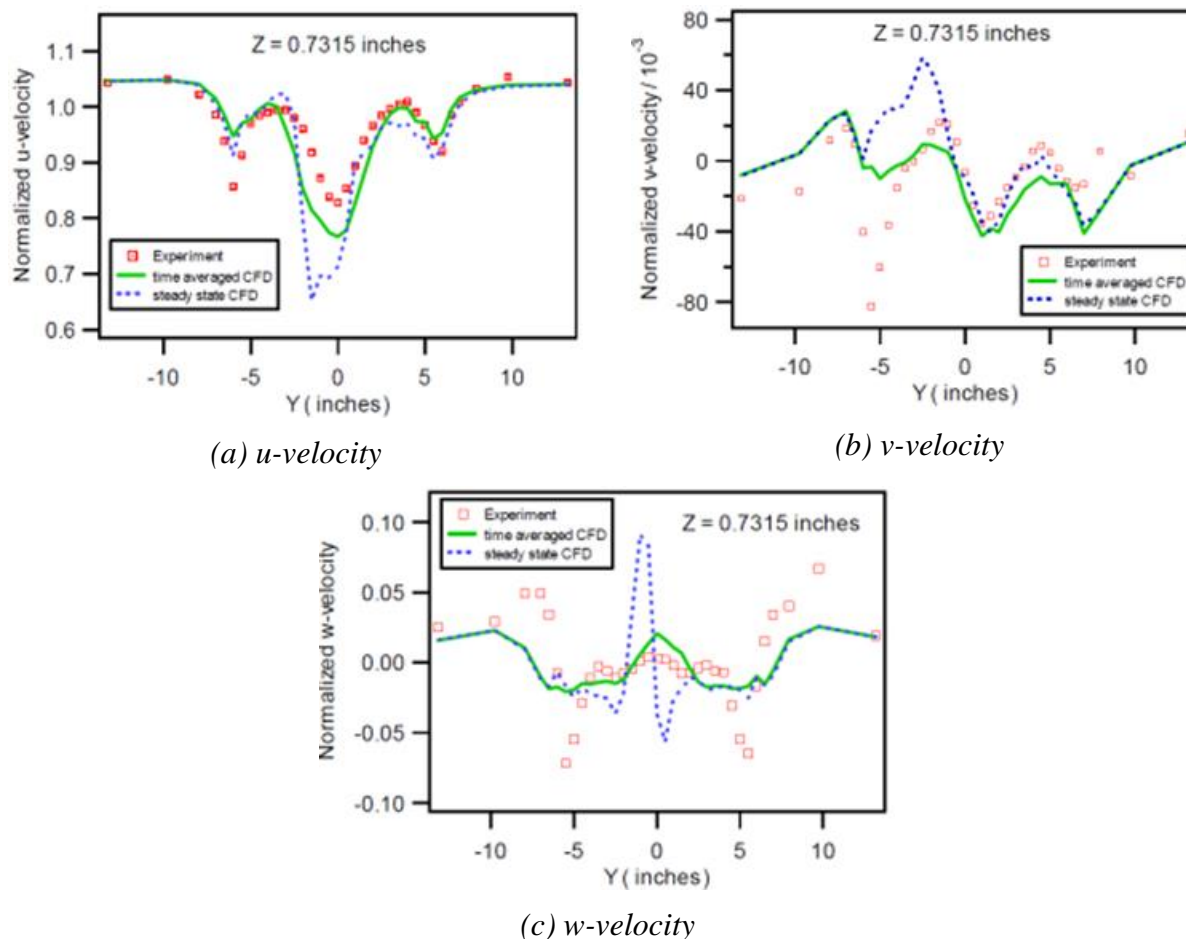 Z = 0.7315 inches
Normalized u-velocity
1.1
1.0
0.9
0.8
0.7
0.6
Experiment
time averaged CFD
steady state CFD
-10 -5 0 5 10
Y ( inches)
(a) u-velocity
Z = 0.7315 inches
Normalized v-velocity / 10⁻³
80
40
0
-40
-80
Experiment
time averaged CFD
steady state CFD
-10 -5 0 5 10
Y ( inches)
(b) v-velocity
Z = 0.7315 inches
Normalized w-velocity
0.10
0.05
0.00
-0.05
-0.10
Experiment
time averaged CFD
steady state CFD
-10 -5 0 5 10
Y ( inches)
(c) w-velocity